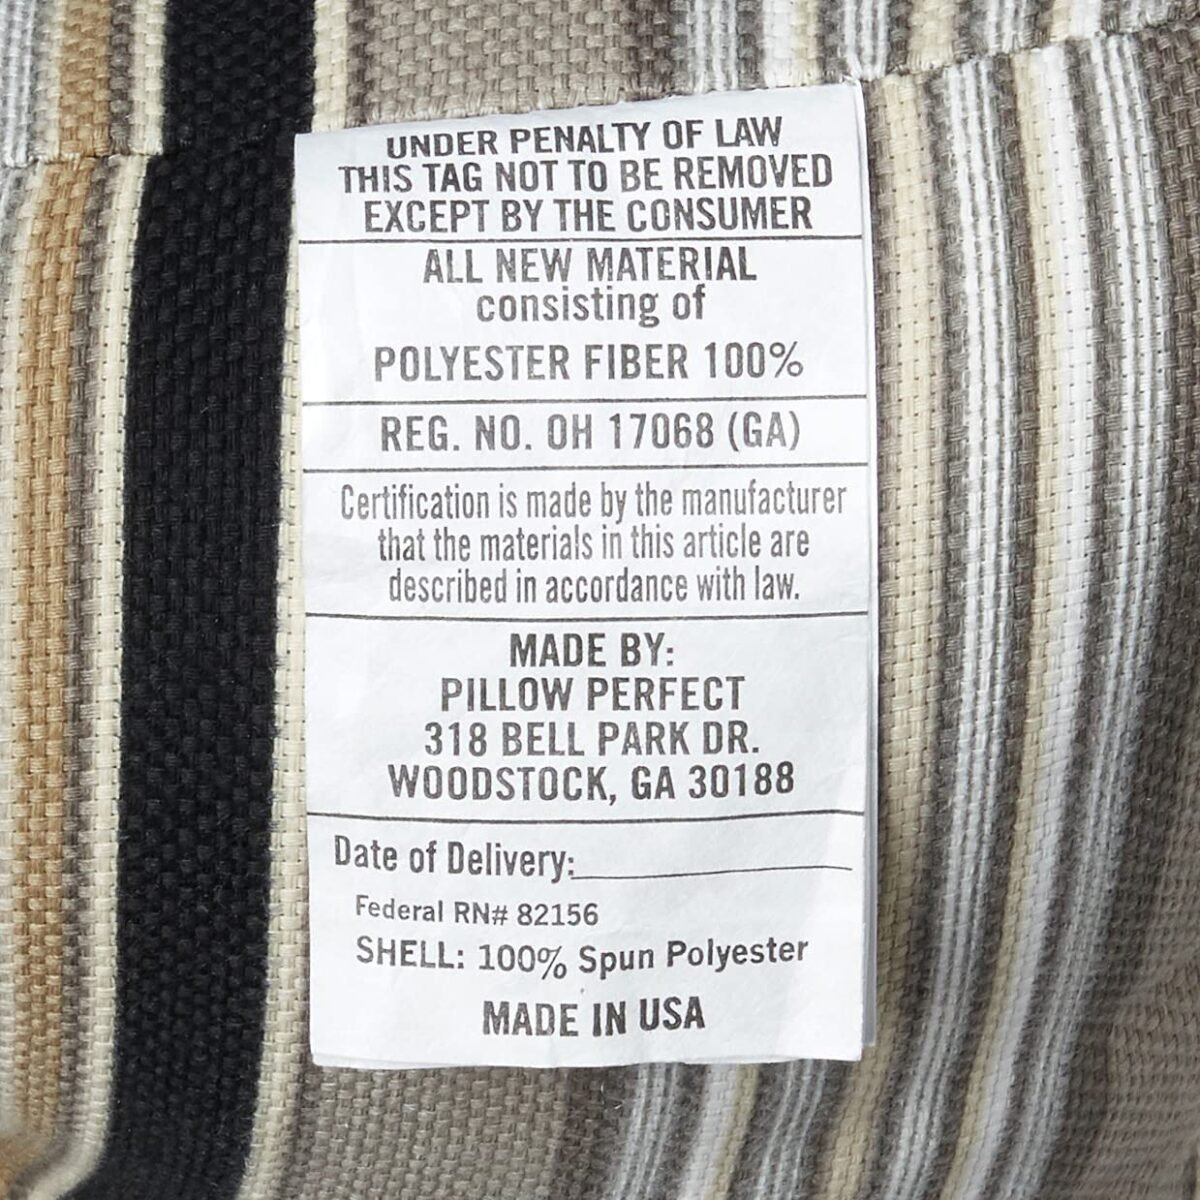 UNDER PENALTY OF LAW
THIS TAG NOT TO BE REMOVED
EXCEPT BY THE CONSUMER
ALL NEW MATERIAL
consisting of
POLYESTER FIBER 100%
REG. NO. OH 17068 (GA)
Certification is made by the manufacturer
that the materials in this article are
described in accordance with law.
MADE BY:
PILLOW PERFECT
318 BELL PARK DR.
WOODSTOCK, GA 30188
Date of Delivery:
Federal RN# 82156
SHELL: 100% Spun Polyester
MADE IN USA